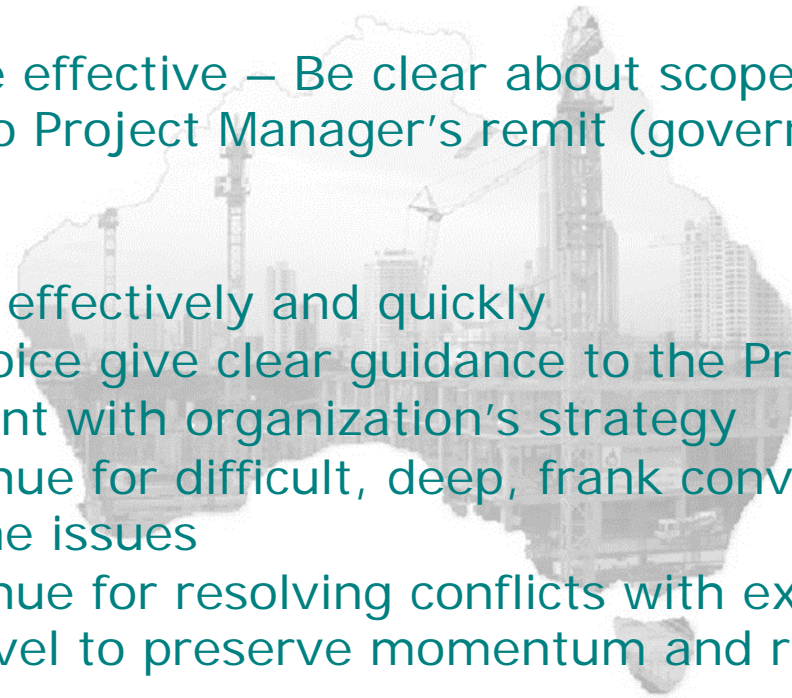 e effective – Be clear about scope
o Project Manager's remit (govern
effectively and quickly
oice give clear guidance to the Pr
nt with organization's strategy
nue for difficult, deep, frank conv
ne issues
nue for resolving conflicts with ex
vel to preserve momentum and r